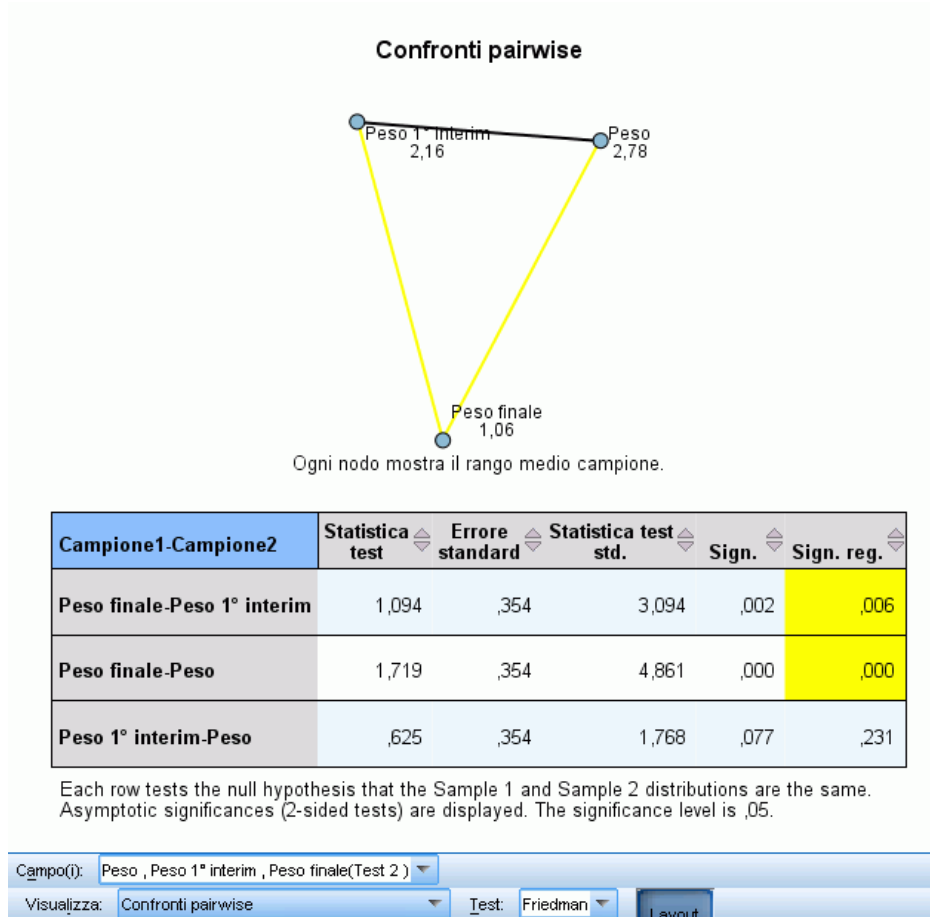 Confronti pairwise
Peso 1° interim
2,16
Peso
2,78
Peso finale
1,06
Ogni nodo mostra il rango medio campione.
Campione1-Campione2 Statistica test Errore standard Statistica test std. Sign. Sign. reg.
Peso finale-Peso 1° interim 1,094 ,354 3,094 ,002 ,006
Peso finale-Peso 1,719 ,354 4,861 ,000 ,000
Peso 1° interim-Peso ,625 ,354 1,768 ,077 ,231
Each row tests the null hypothesis that the Sample 1 and Sample 2 distributions are the same.
Asymptotic significances (2-sided tests) are displayed. The significance level is ,05.
Campo(i): Peso , Peso 1° interim , Peso finale(Test 2 )
Visualizza: Confronti pairwise Test: Friedman Layout